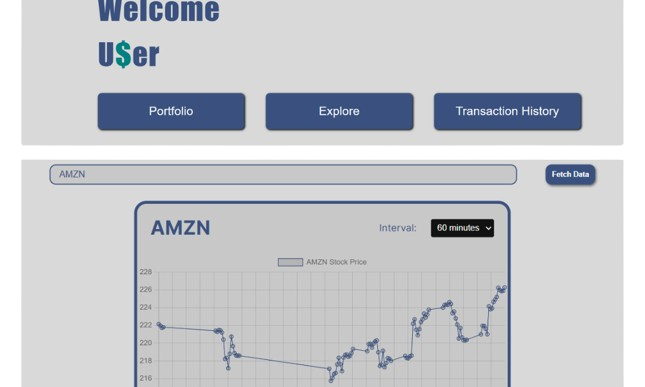 Welcome
U$er
Portfolio Explore Transaction History
AMZN Fetch Data
AMZN Interval: 60 minutes
AMZN Stock Price
228
226
224
222
220
218
216